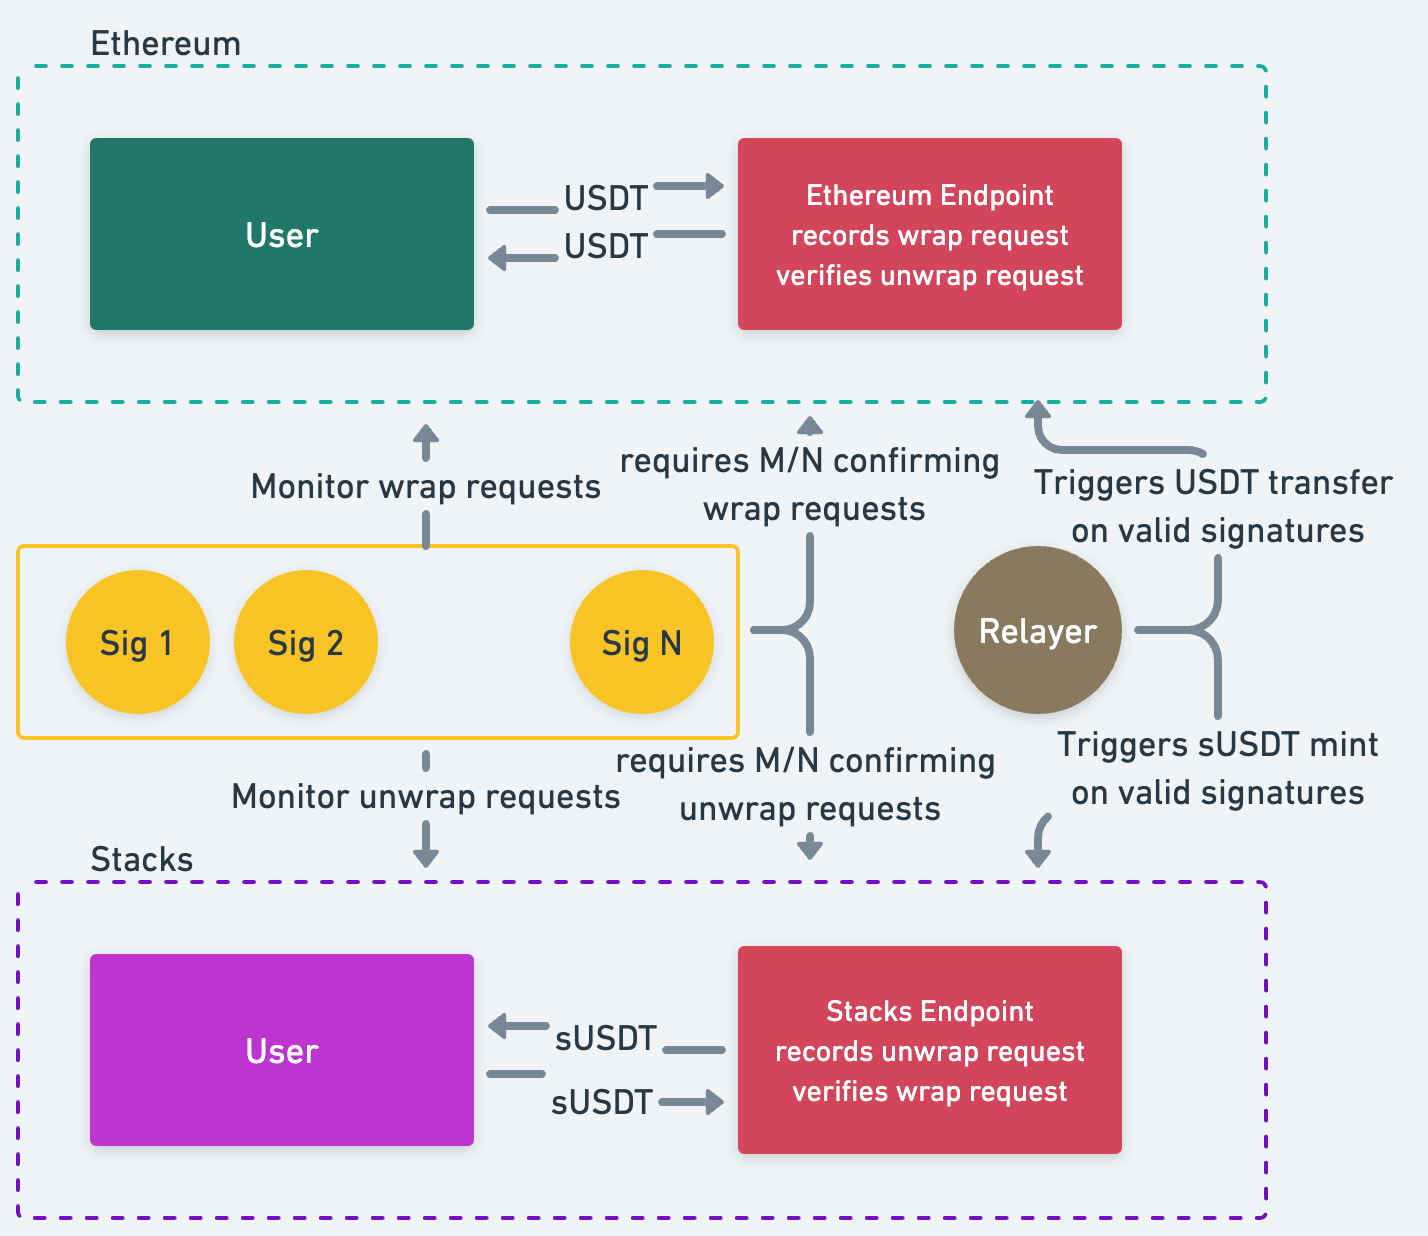 Ethereum
User
USDT
USDT
Ethereum Endpoint
records wrap request
verifies unwrap request
Monitor wrap requests
requires M/N confirming
wrap requests
Triggers USDT transfer
on valid signatures
Sig 1
Sig 2
Sig N
Relayer
Monitor unwrap requests
requires M/N confirming
unwrap requests
Triggers sUSDT mint
on valid signatures
Stacks
User
sUSDT
sUSDT
Stacks Endpoint
records unwrap request
verifies wrap request